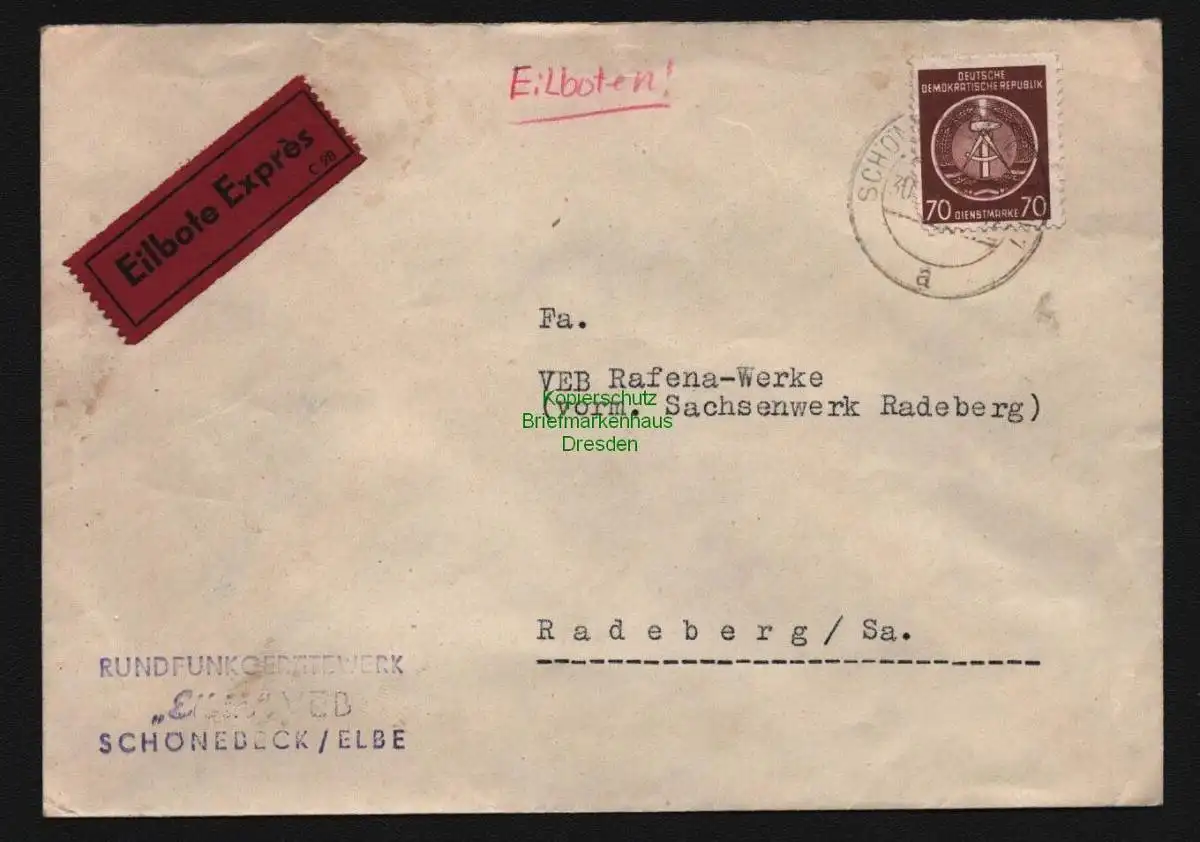 Eilboten!
Eilbote Exprès
C 98
DEUTSCHE
DEMOKRATISCHE REPUBLIK
70 DIENSTMARKE 70
Fa.
VEB Rafena-Werke
(vorm. Sachsenwerk Radeberg)
Kopierschutz
Briefmarkenhaus
Dresden
Radeberg/Sa.
RUNDFUNKGERÄTEWERK
VEB
SCHÖNEBECK/ELBE